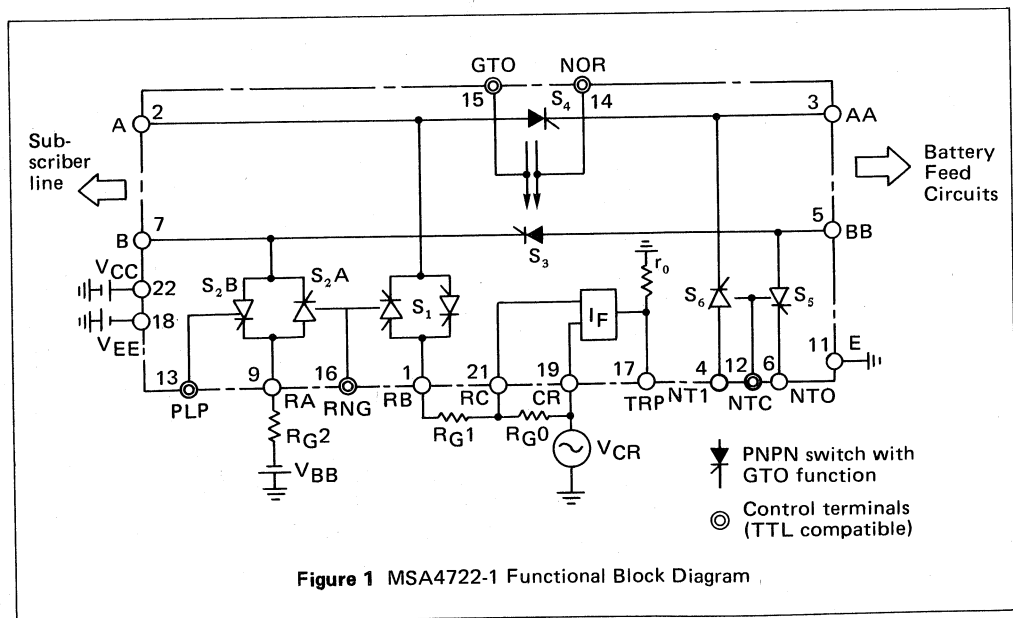 GTO NOR
15 S4 14
2 3
A AA
Sub-
scriber
line
Battery
Feed
Circuits
7 5
B BB
S3
VCC
22
18
VEE
S2B S2A S1
IF
r0
S6 S5
11 E
13 9 16 1 21 19 17 4 12 6
PLP RA RNG RB RC CR TRP NT1 NTC NTO
RG2 RG1 RG0
VBB
VCR
PNPN switch with
GTO function
Control terminals
(TTL compatible)
Figure 1 MSA4722-1 Functional Block Diagram